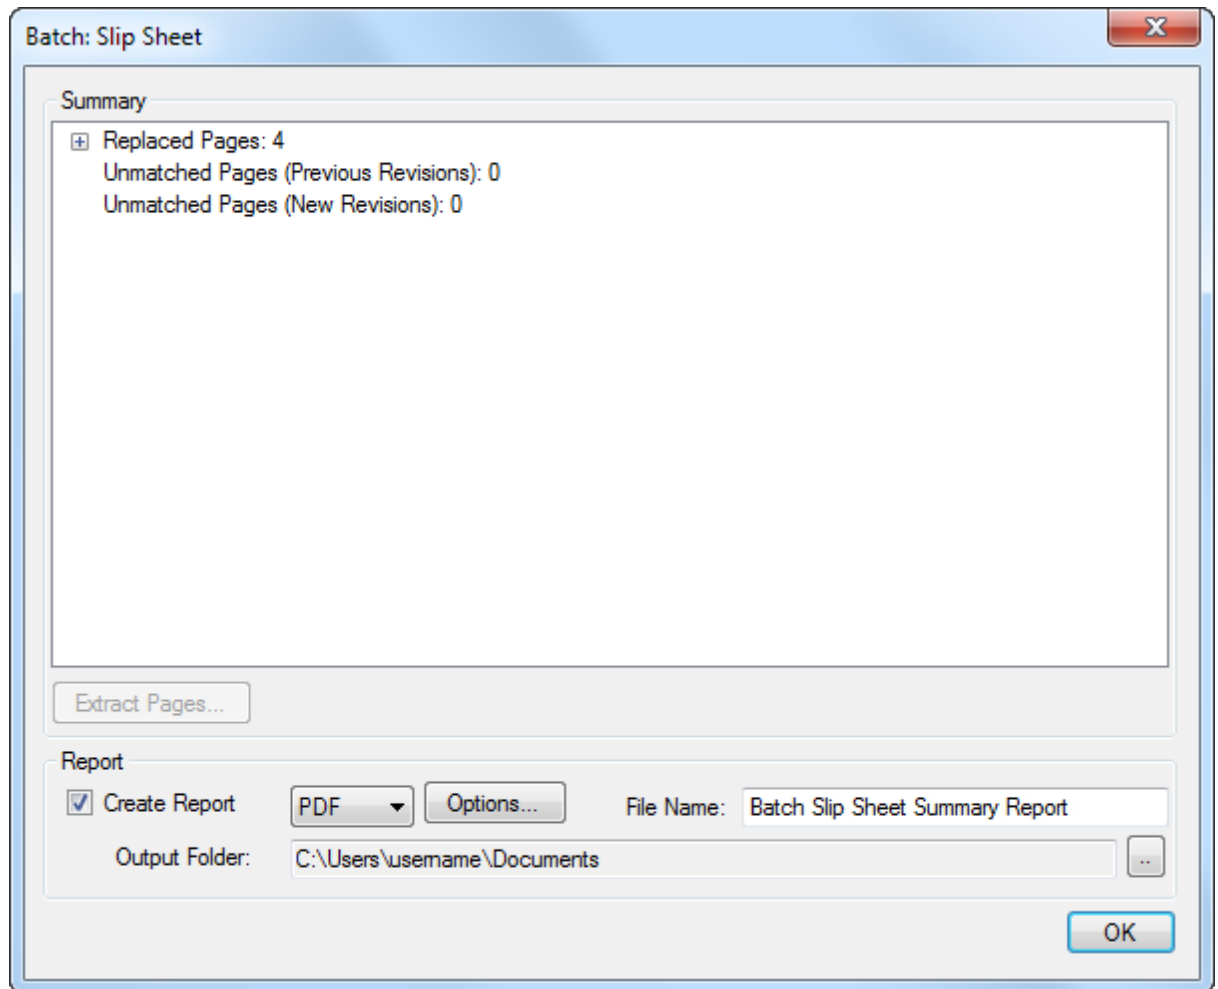 Batch: Slip Sheet
Summary
Replaced Pages: 4
Unmatched Pages (Previous Revisions): 0
Unmatched Pages (New Revisions): 0
Extract Pages...
Report
Create Report PDF Options... File Name: Batch Slip Sheet Summary Report
Output Folder: C:\Users\username\Documents ..
OK